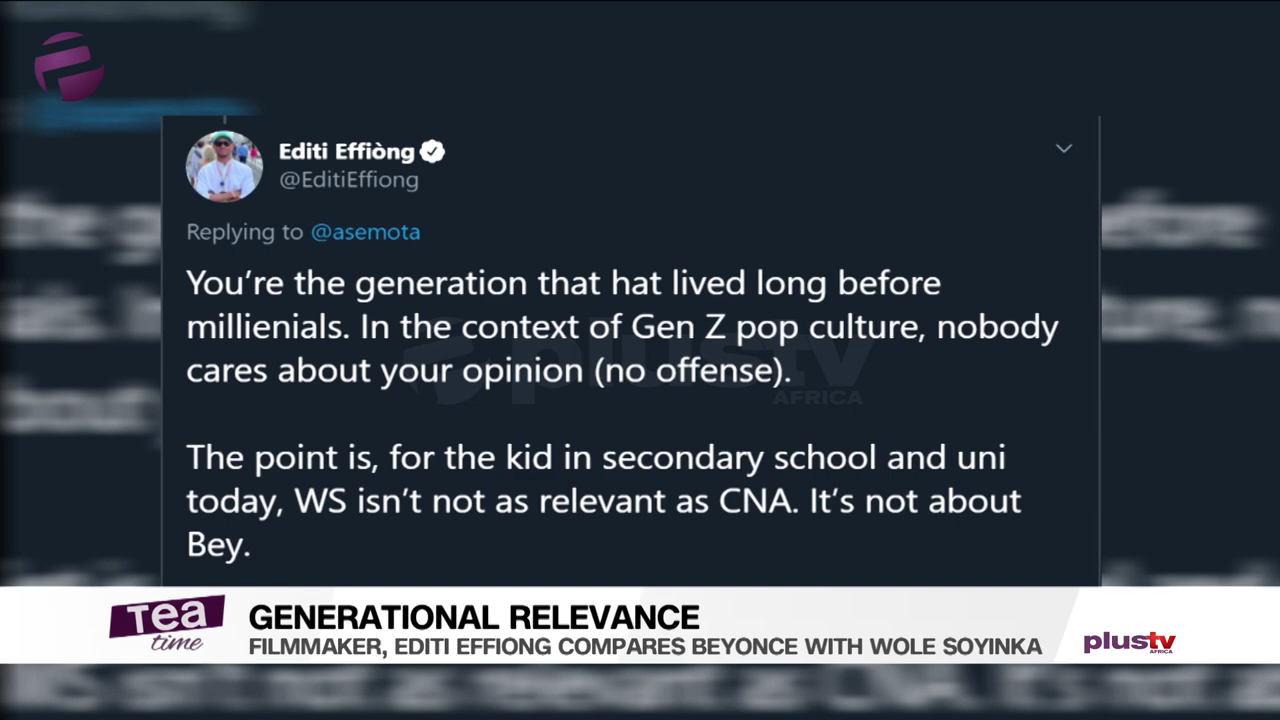 Editi Effiòng
@EditiEffiong
Replying to @asemota
You're the generation that hat lived long before
millienials. In the context of Gen Z pop culture, nobody
cares about your opinion (no offense).
The point is, for the kid in secondary school and uni
today, WS isn't not as relevant as CNA. It's not about
Bey.
plustv
AFRICA
Tea
time
GENERATIONAL RELEVANCE
FILMMAKER, EDITI EFFIONG COMPARES BEYONCE WITH WOLE SOYINKA
plustv
AFRICA